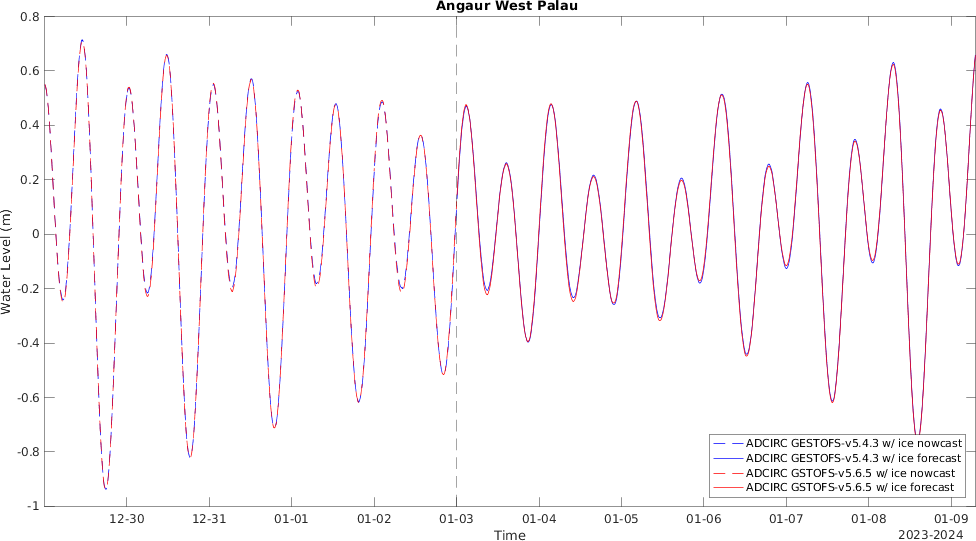 Angaur West Palau
0.8
0.6
0.4
0.2
0
-0.2
-0.4
-0.6
-0.8
-1
Water Level (m)
ADCIRC GESTOFS-v5.4.3 w/ ice nowcast
ADCIRC GESTOFS-v5.4.3 w/ ice forecast
ADCIRC GSTOFS-v5.6.5 w/ ice nowcast
ADCIRC GSTOFS-v5.6.5 w/ ice forecast
12-30 12-31 01-01 01-02 01-03 01-04 01-05 01-06 01-07 01-08 01-09
2023-2024
Time